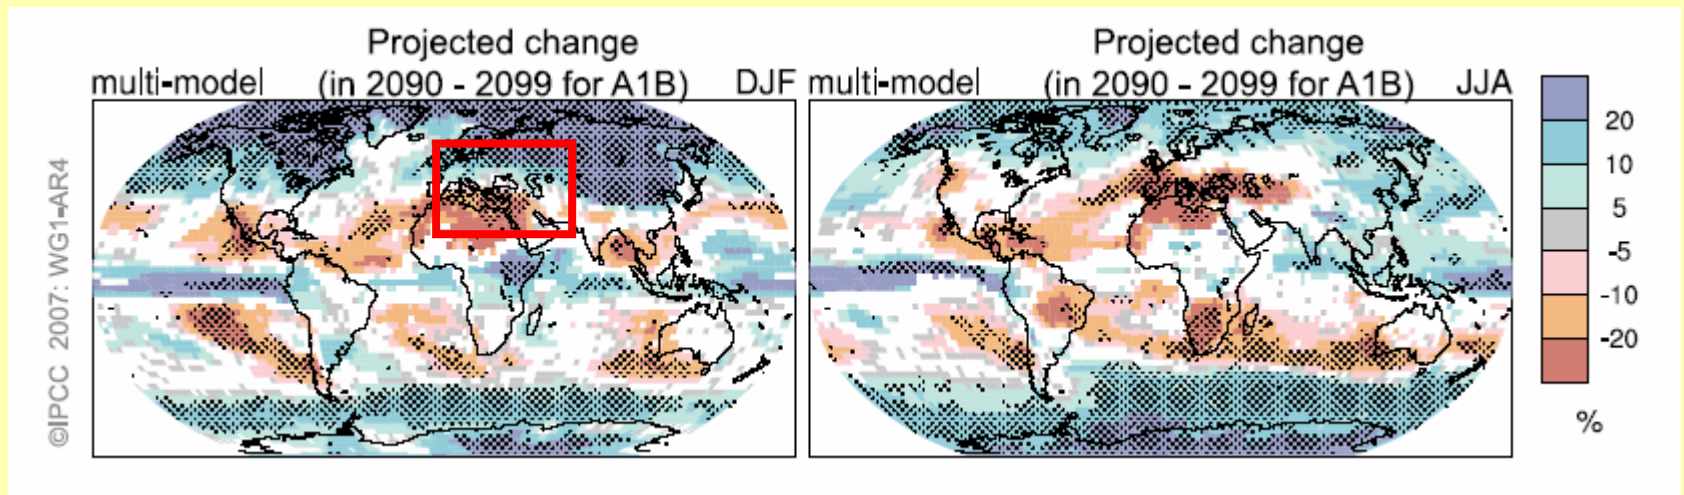 Projected change
multi-model (in 2090 - 2099 for A1B) DJF
Projected change
multi-model (in 2090 - 2099 for A1B) JJA
20
10
5
-5
-10
-20
%
©IPCC 2007: WG1-AR4